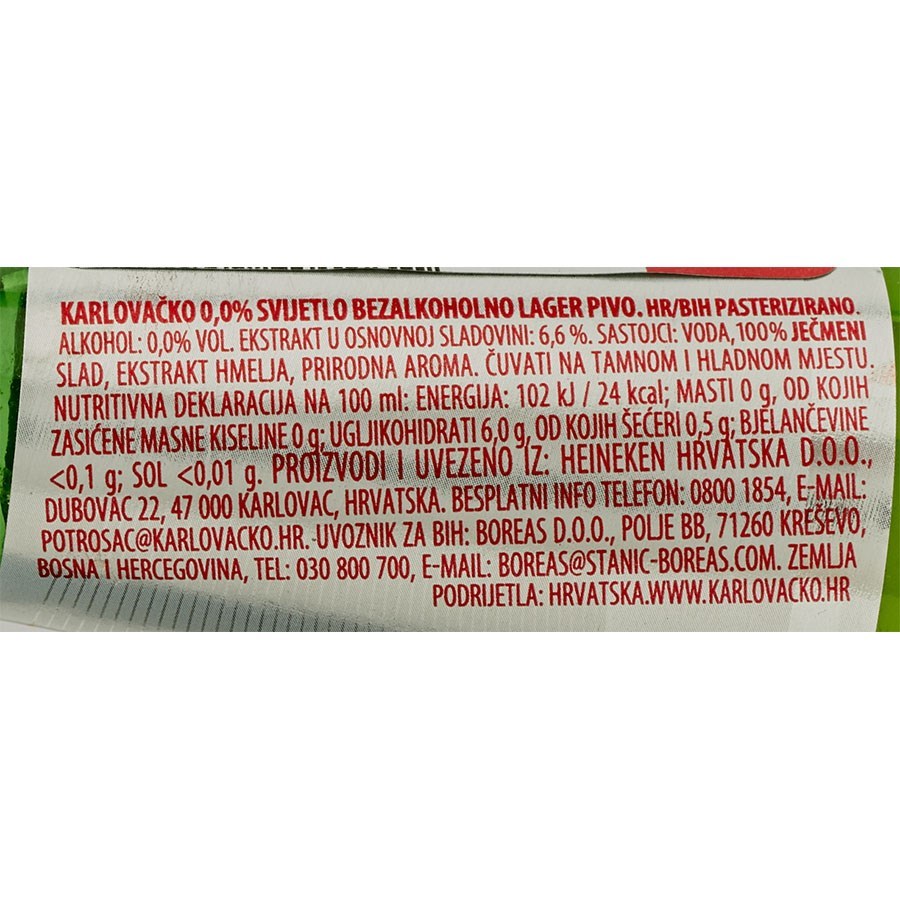 KARLOVAČKO 0,0% SVIJETLO BEZALKOHOLNO LAGER PIVO. HR/BIH PASTERIZIRANO.
ALKOHOL: 0,0% VOL. EKSTRAKT U OSNOVNOJ SLADOVINI: 6,6 %. SASTOJCI: VODA, 100% JEČMENI
SLAD, EKSTRAKT HMELJA, PRIRODNA AROMA. ČUVATI NA TAMNOM I HLADNOM MJESTU.
NUTRITIVNA DEKLARACIJA NA 100 ml: ENERGIJA: 102 kJ / 24 kcal; MASTI 0 g, OD KOJIH
ZASIĆENE MASNE KISELINE 0 g; UGLJIKOHIDRATI 6,0 g, OD KOJIH ŠEĆERI 0,5 g; BJELANČEVINE
<0,1 g; SOL <0,01 g. PROIZVODI I UVEZENO IZ: HEINEKEN HRVATSKA D.O.O.,
DUBOVAC 22, 47 000 KARLOVAC, HRVATSKA. BESPLATNI INFO TELEFON: 0800 1854, E-MAIL:
POTROSAC@KARLOVACKO.HR. UVOZNIK ZA BIH: BOREAS D.O.O., POLJE BB, 71260 KREŠEVO,
BOSNA I HERCEGOVINA, TEL: 030 800 700, E-MAIL: BOREAS@STANIC-BOREAS.COM. ZEMLJA
PODRIJETLA: HRVATSKA.WWW.KARLOVACKO.HR